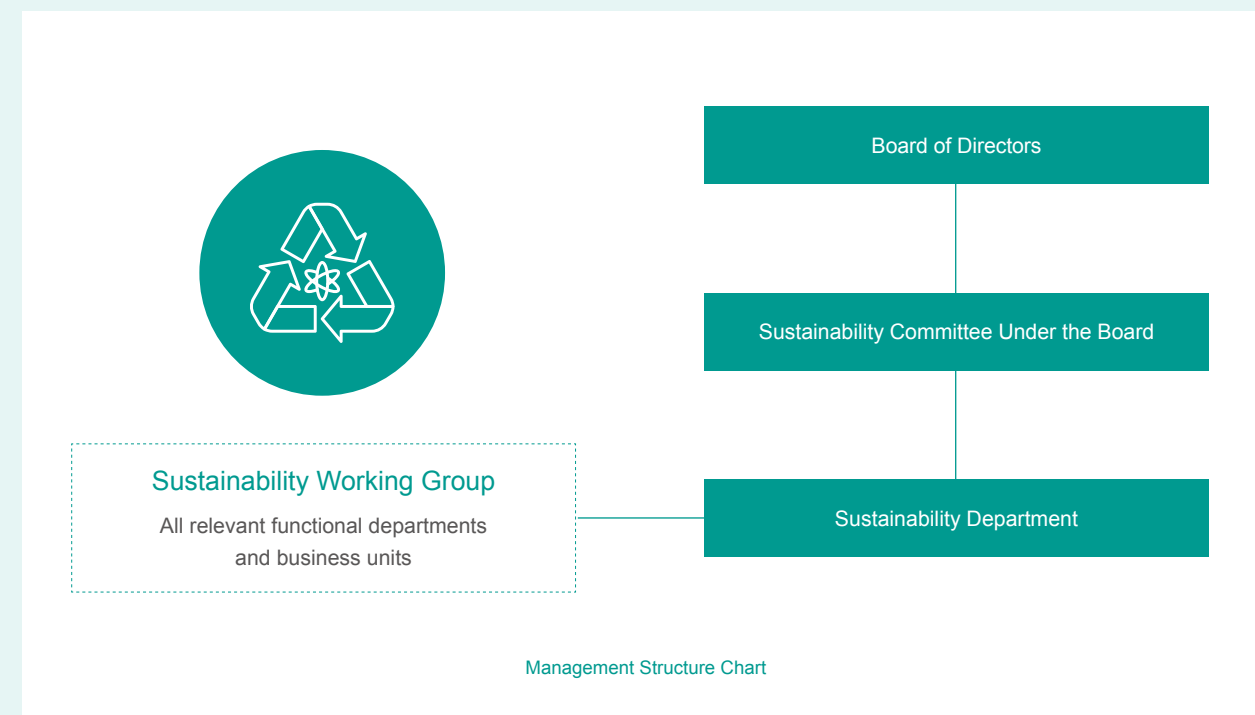 Board of Directors
Sustainability Committee Under the Board
Sustainability Department
Sustainability Working Group
All relevant functional departments
and business units
Management Structure Chart